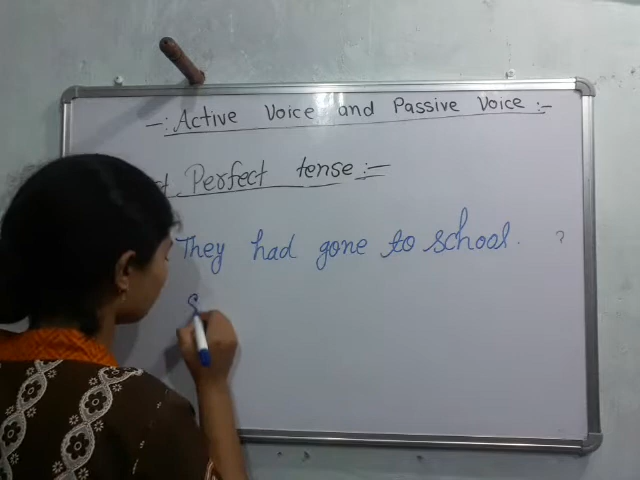 -: Active Voice and Passive Voice :-
Perfect tense :-
They had gone to school. ?
S